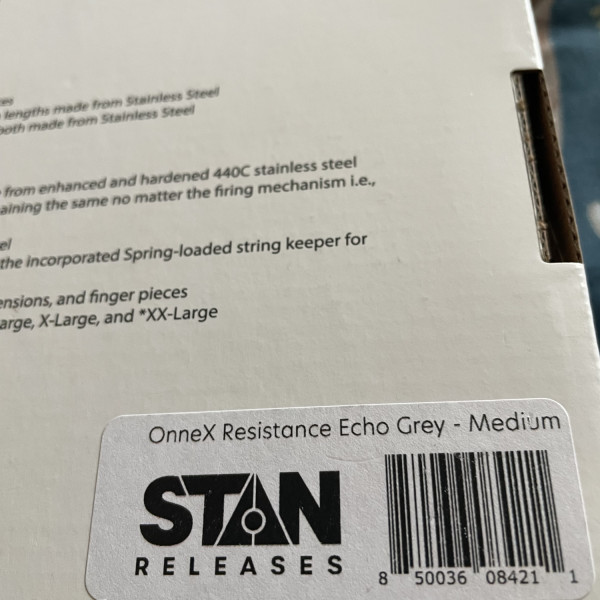 lengths made from Stainless Steel
ooth made from Stainless Steel
from enhanced and hardened 440C stainless steel
aining the same no matter the firing mechanism i.e.,
el
the incorporated Spring-loaded string keeper for
ensions, and finger pieces
arge, X-Large, and *XX-Large
OnneX Resistance Echo Grey - Medium
STAN
RELEASES
8 50036 08421 1